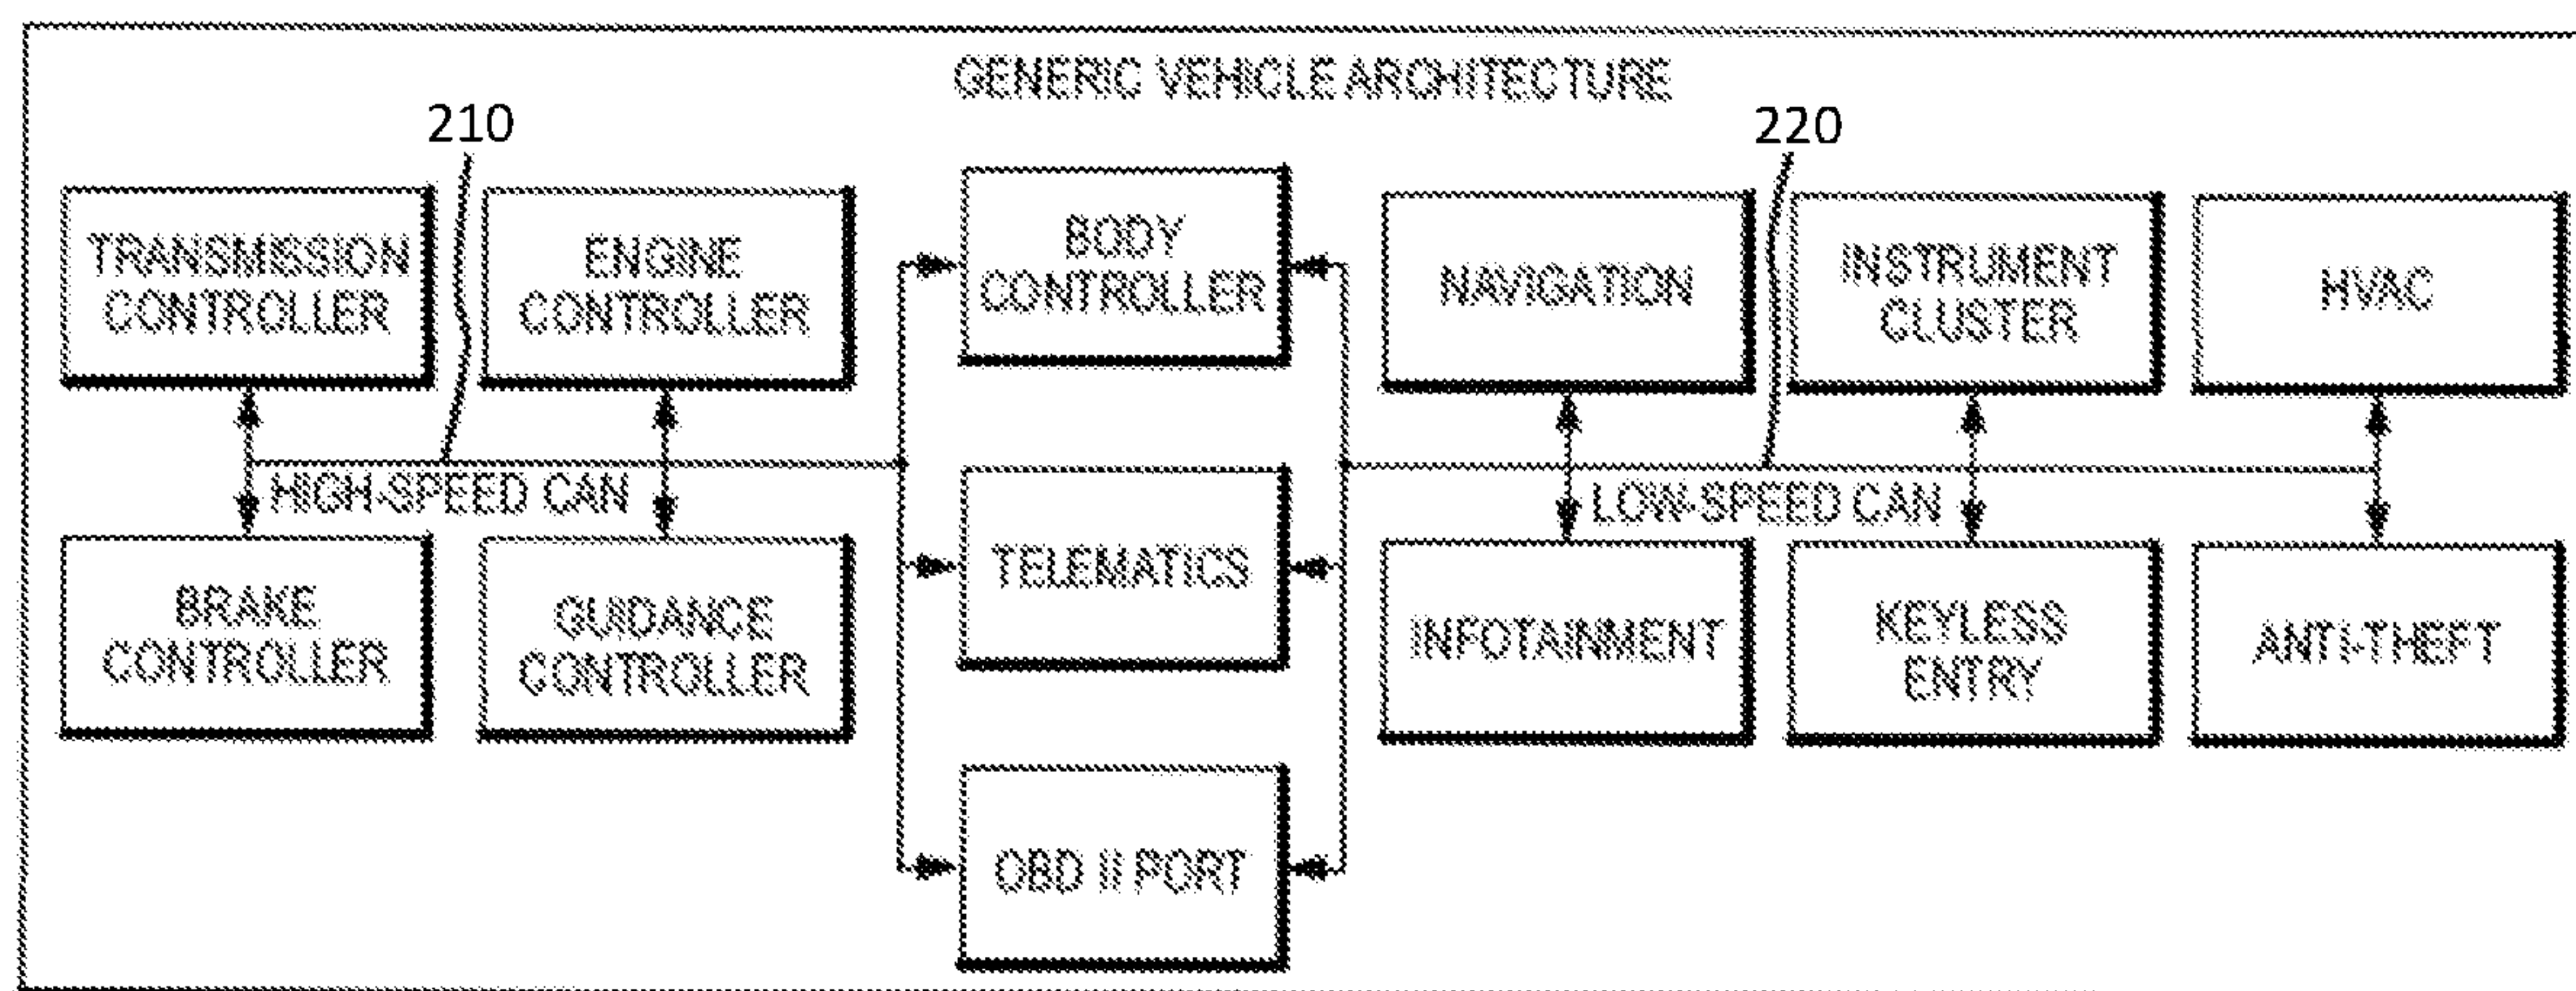 GENERIC VEHICLE ARCHITECTURE
210
220
TRANSMISSION
CONTROLLER
ENGINE
CONTROLLER
BODY
CONTROLLER
NAVIGATION
INSTRUMENT
CLUSTER
HVAC
HIGH-SPEED CAN
LOW-SPEED CAN
BRAKE
CONTROLLER
GUIDANCE
CONTROLLER
TELEMATICS
INFOTAINMENT
KEYLESS
ENTRY
ANTI-THEFT
OBD II PORT